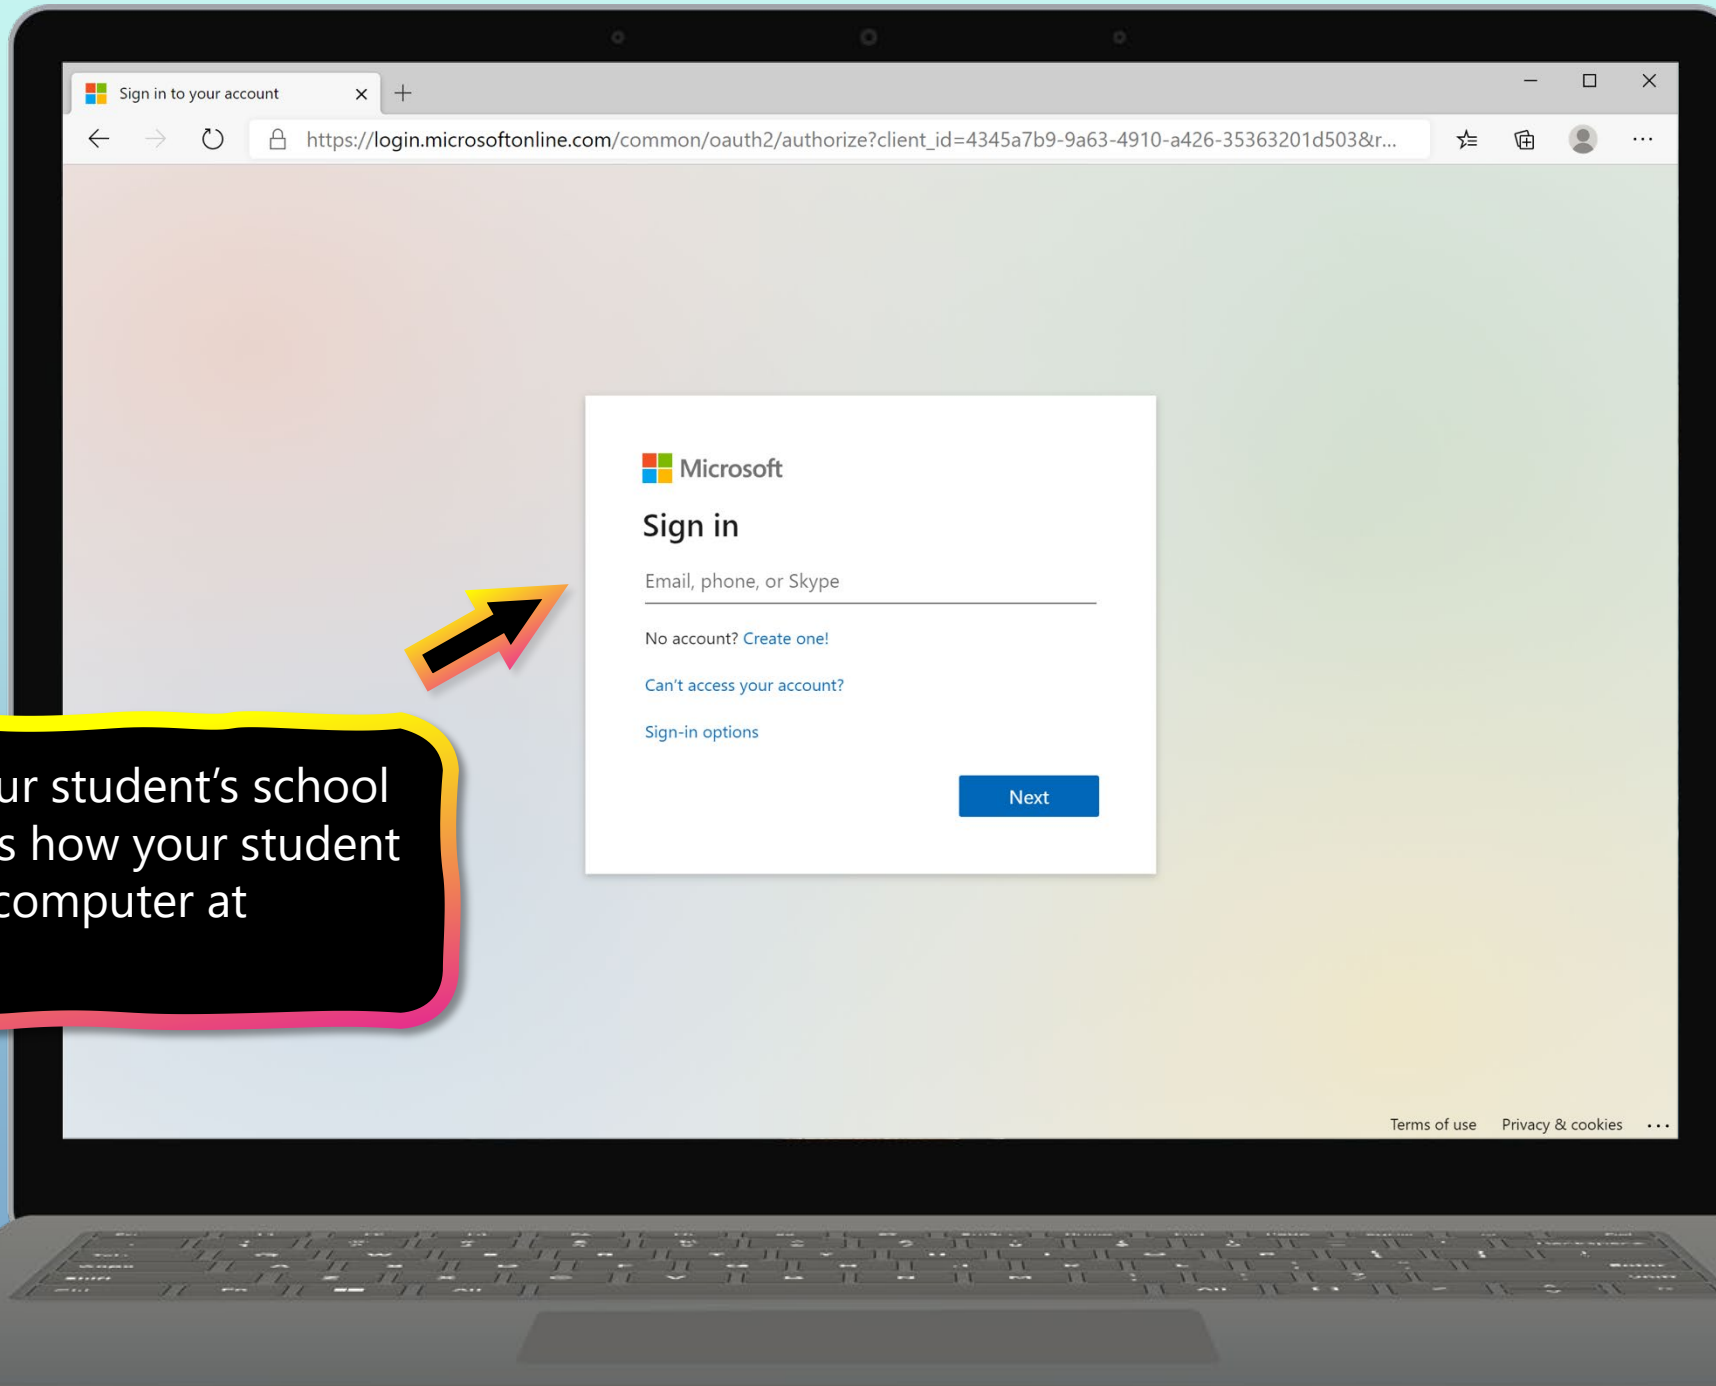 Sign in to your account
https://login.microsoftonline.com/common/oauth2/authorize?client_id=4345a7b9-9a63-4910-a426-35363201d503&r...
Microsoft
Sign in
Email, phone, or Skype
No account? Create one!
Can't access your account?
Sign-in options
Next
ur student‘s school
s how your student
computer at
Terms of use Privacy & cookies